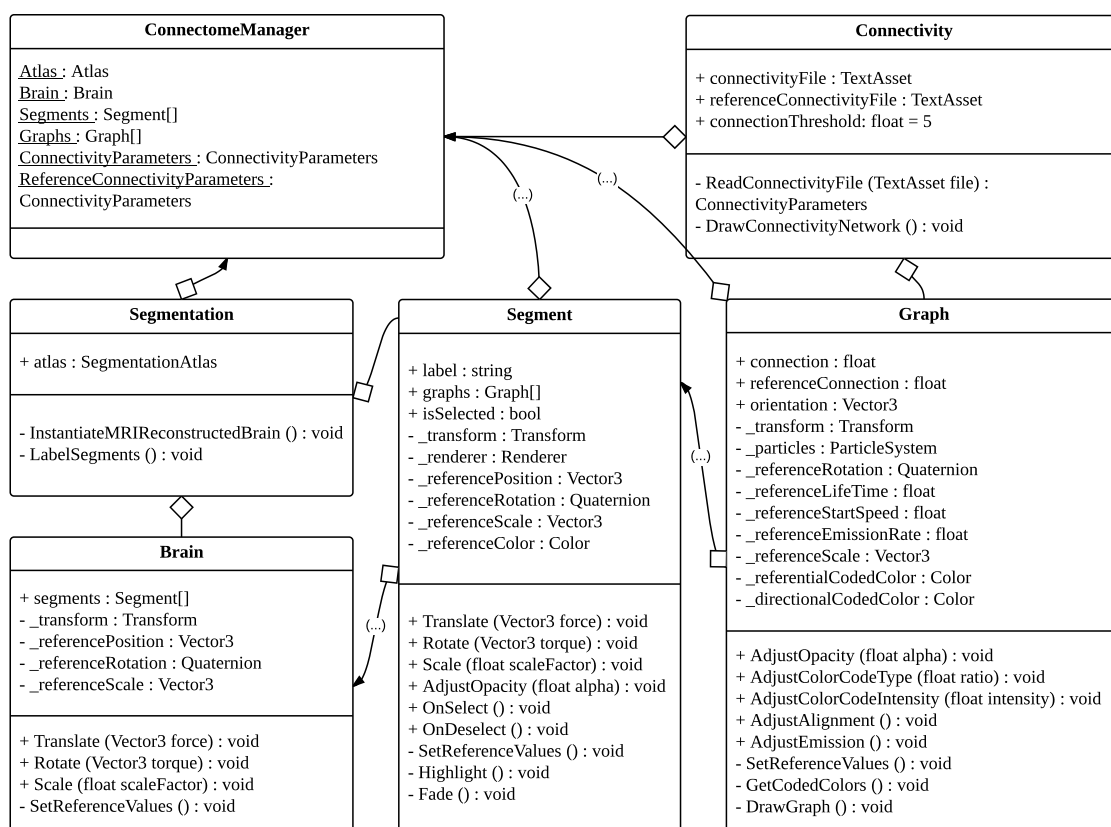 ConnectomeManager
Atlas : Atlas
Brain : Brain
Segments : Segment[]
Graphs : Graph[]
ConnectivityParameters : ConnectivityParameters
ReferenceConnectivityParameters :
ConnectivityParameters
Connectivity
+ connectivityFile : TextAsset
+ referenceConnectivityFile : TextAsset
+ connectionThreshold: float = 5
- ReadConnectivityFile (TextAsset file) :
ConnectivityParameters
- DrawConnectivityNetwork () : void
(...)
(...)
Segmentation
+ atlas : SegmentationAtlas
- InstantiateMRIReconstructedBrain () : void
- LabelSegments () : void
Brain
+ segments : Segment[]
- _transform : Transform
- _referencePosition : Vector3
- _referenceRotation : Quaternion
- _referenceScale : Vector3
+ Translate (Vector3 force) : void
+ Rotate (Vector3 torque) : void
+ Scale (float scaleFactor) : void
- SetReferenceValues () : void
(...)
Segment
+ label : string
+ graphs : Graph[]
+ isSelected : bool
- _transform : Transform
- _renderer : Renderer
- _referencePosition : Vector3
- _referenceRotation : Quaternion
- _referenceScale : Vector3
- _referenceColor : Color
+ Translate (Vector3 force) : void
+ Rotate (Vector3 torque) : void
+ Scale (float scaleFactor) : void
+ AdjustOpacity (float alpha) : void
+ OnSelect () : void
+ OnDeselect () : void
- SetReferenceValues () : void
- Highlight () : void
- Fade () : void
(...)
Graph
+ connection : float
+ referenceConnection : float
+ orientation : Vector3
- _transform : Transform
- _particles : ParticleSystem
- _referenceRotation : Quaternion
- _referenceLifeTime : float
- _referenceStartSpeed : float
- _referenceEmissionRate : float
- _referenceScale : Vector3
- _referentialCodedColor : Color
- _directionalCodedColor : Color
+ AdjustOpacity (float alpha) : void
+ AdjustColorCodeType (float ratio) : void
+ AdjustColorCodeIntensity (float intensity) : void
+ AdjustAlignment () : void
+ AdjustEmission () : void
- SetReferenceValues () : void
- GetCodedColors () : void
- DrawGraph () : void